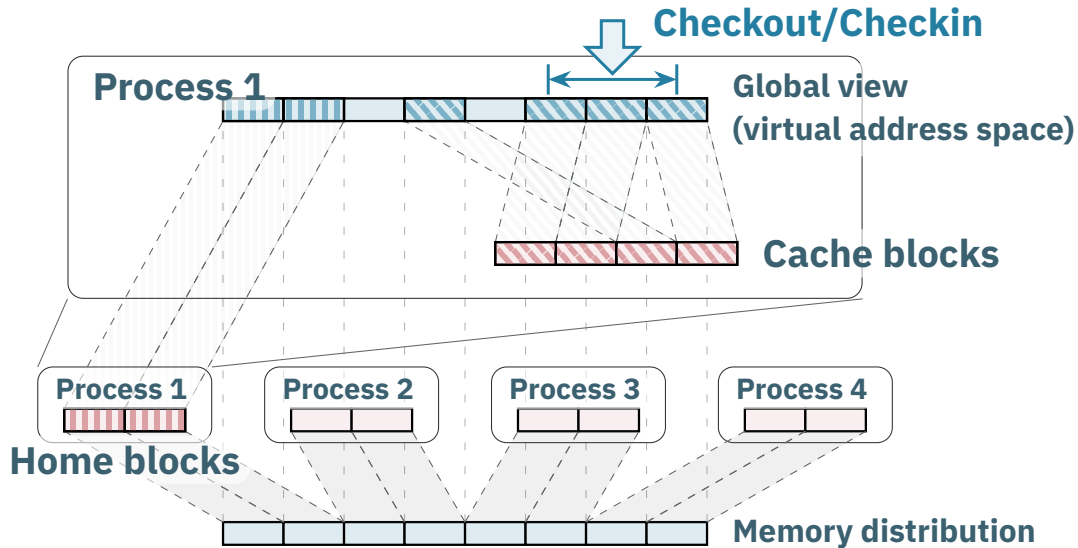 Checkout/Checkin
Process 1
Global view
(virtual address space)
Cache blocks
Process 1
Process 2
Process 3
Process 4
Home blocks
Memory distribution